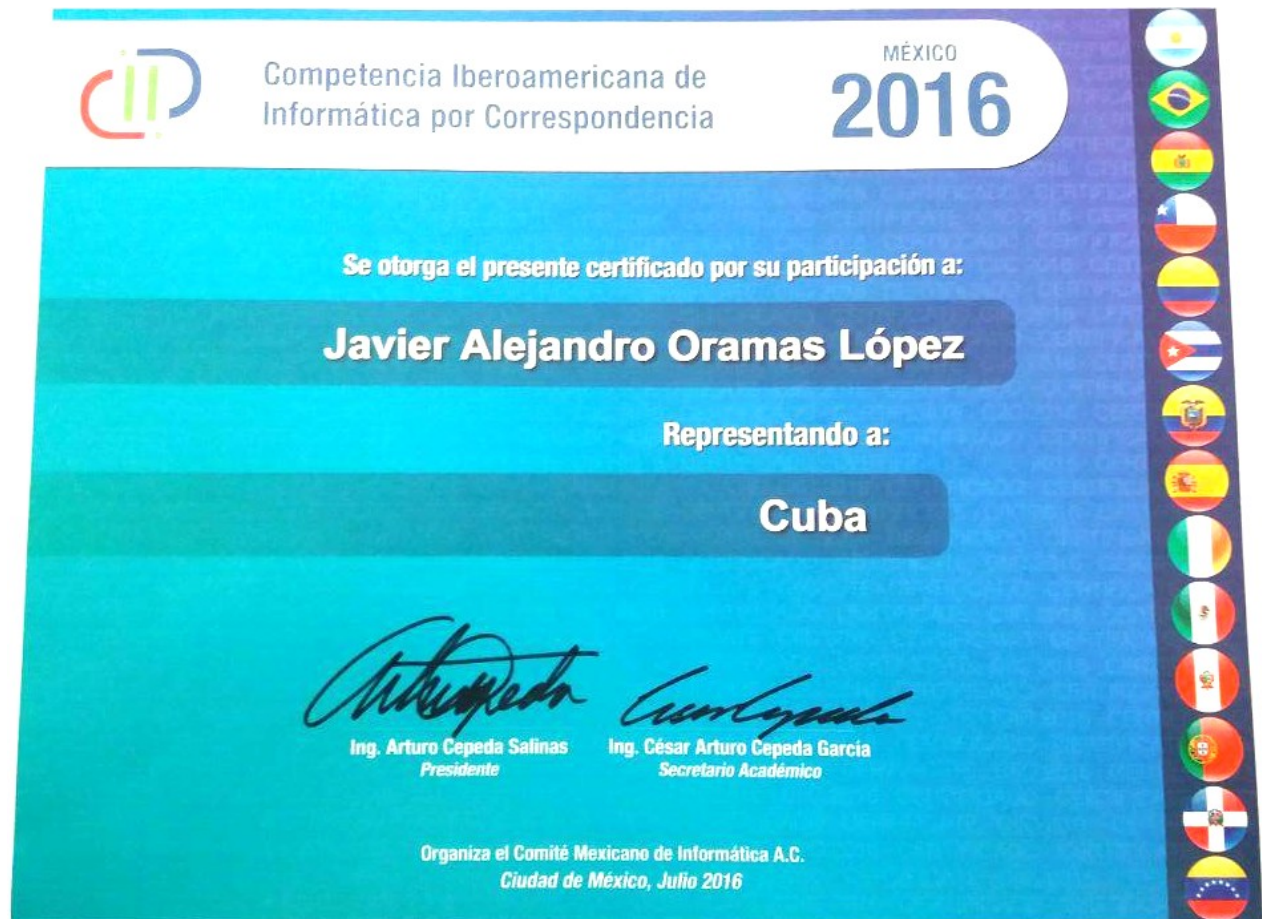 Competencia Iberoamericana de
Informática por Correspondencia
MÉXICO
2016
Se otorga el presente certificado por su participación a:
Javier Alejandro Oramas López
Representando a:
Cuba
Ing. Arturo Cepeda Salinas
Presidente
Ing. César Arturo Cepeda García
Secretario Académico
Organiza el Comité Mexicano de Informática A.C.
Ciudad de México, Julio 2016